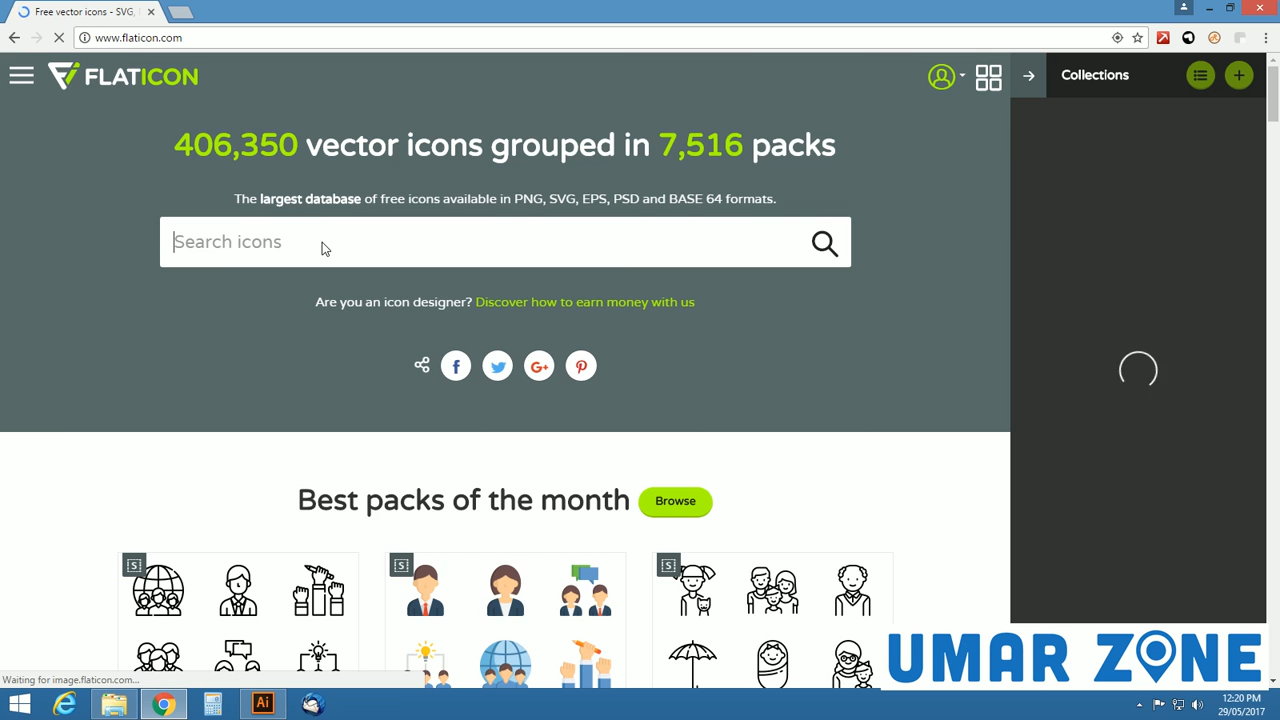 Free vector icons - SVG,
www.flaticon.com
FLATICON
Collections
406,350 vector icons grouped in 7,516 packs
The largest database of free icons available in PNG, SVG, EPS, PSD and BASE 64 formats.
Search icons
Are you an icon designer? Discover how to earn money with us
Best packs of the month
Browse
S
S
S
UMAR ZONE
Waiting for image.flaticon.com...
Ai
12:20 PM
29/05/2017